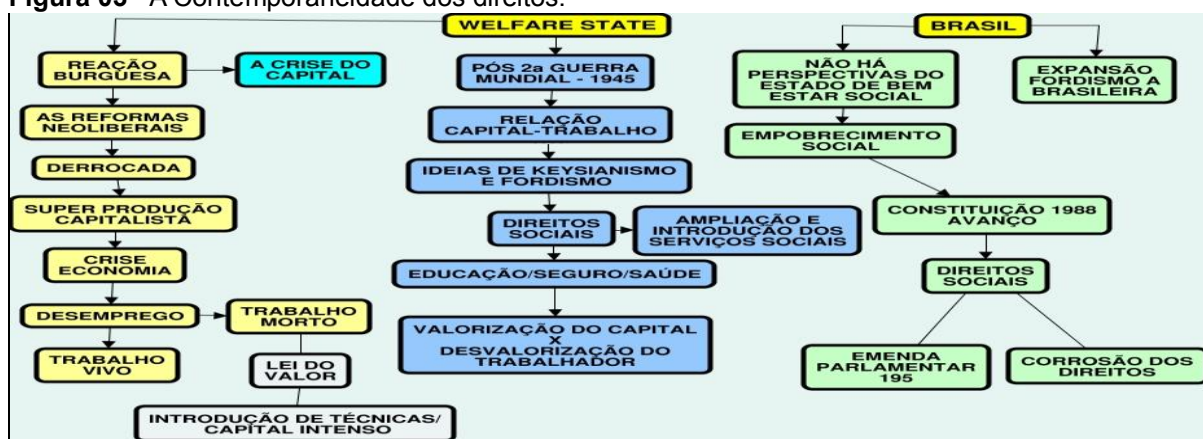 Figura 03 A Contemporaneidade dos direitos.
WELFARE STATE
BRASIL
REAÇÃO
BURGUESA
A CRISE DO
CAPITAL
AS REFORMAS
NEOLIBERAIS
DERROCADA
SUPER PRODUÇÃO
CAPITALISTA
CRISE
ECONOMIA
DESEMPREGO
TRABALHO
MORTO
TRABALHO
VIVO
LEI DO
VALOR
INTRODUÇÃO DE TÉCNICAS/
CAPITAL INTENSO
PÓS 2a GUERRA
MUNDIAL - 1945
RELAÇÃO
CAPITAL-TRABALHO
IDEIAS DE KEYSIANISMO
E FORDISMO
DIREITOS
SOCIAIS
AMPLIAÇÃO E
INTRODUÇÃO DOS
SERVIÇOS SOCIAIS
EDUCAÇÃO/SEGURO/SAÚDE
VALORIZAÇÃO DO CAPITAL
X
DESVALORIZAÇÃO DO
TRABALHADOR
NÃO HÁ
PERSPECTIVAS DO
ESTADO DE BEM
ESTAR SOCIAL
EXPANSÃO
FORDISMO A
BRASILEIRA
EMPOBRECIMENTO
SOCIAL
CONSTITUIÇÃO 1988
AVANÇO
DIREITOS
SOCIAIS
EMENDA
PARLAMENTAR
195
CORROSÃO DOS
DIREITOS